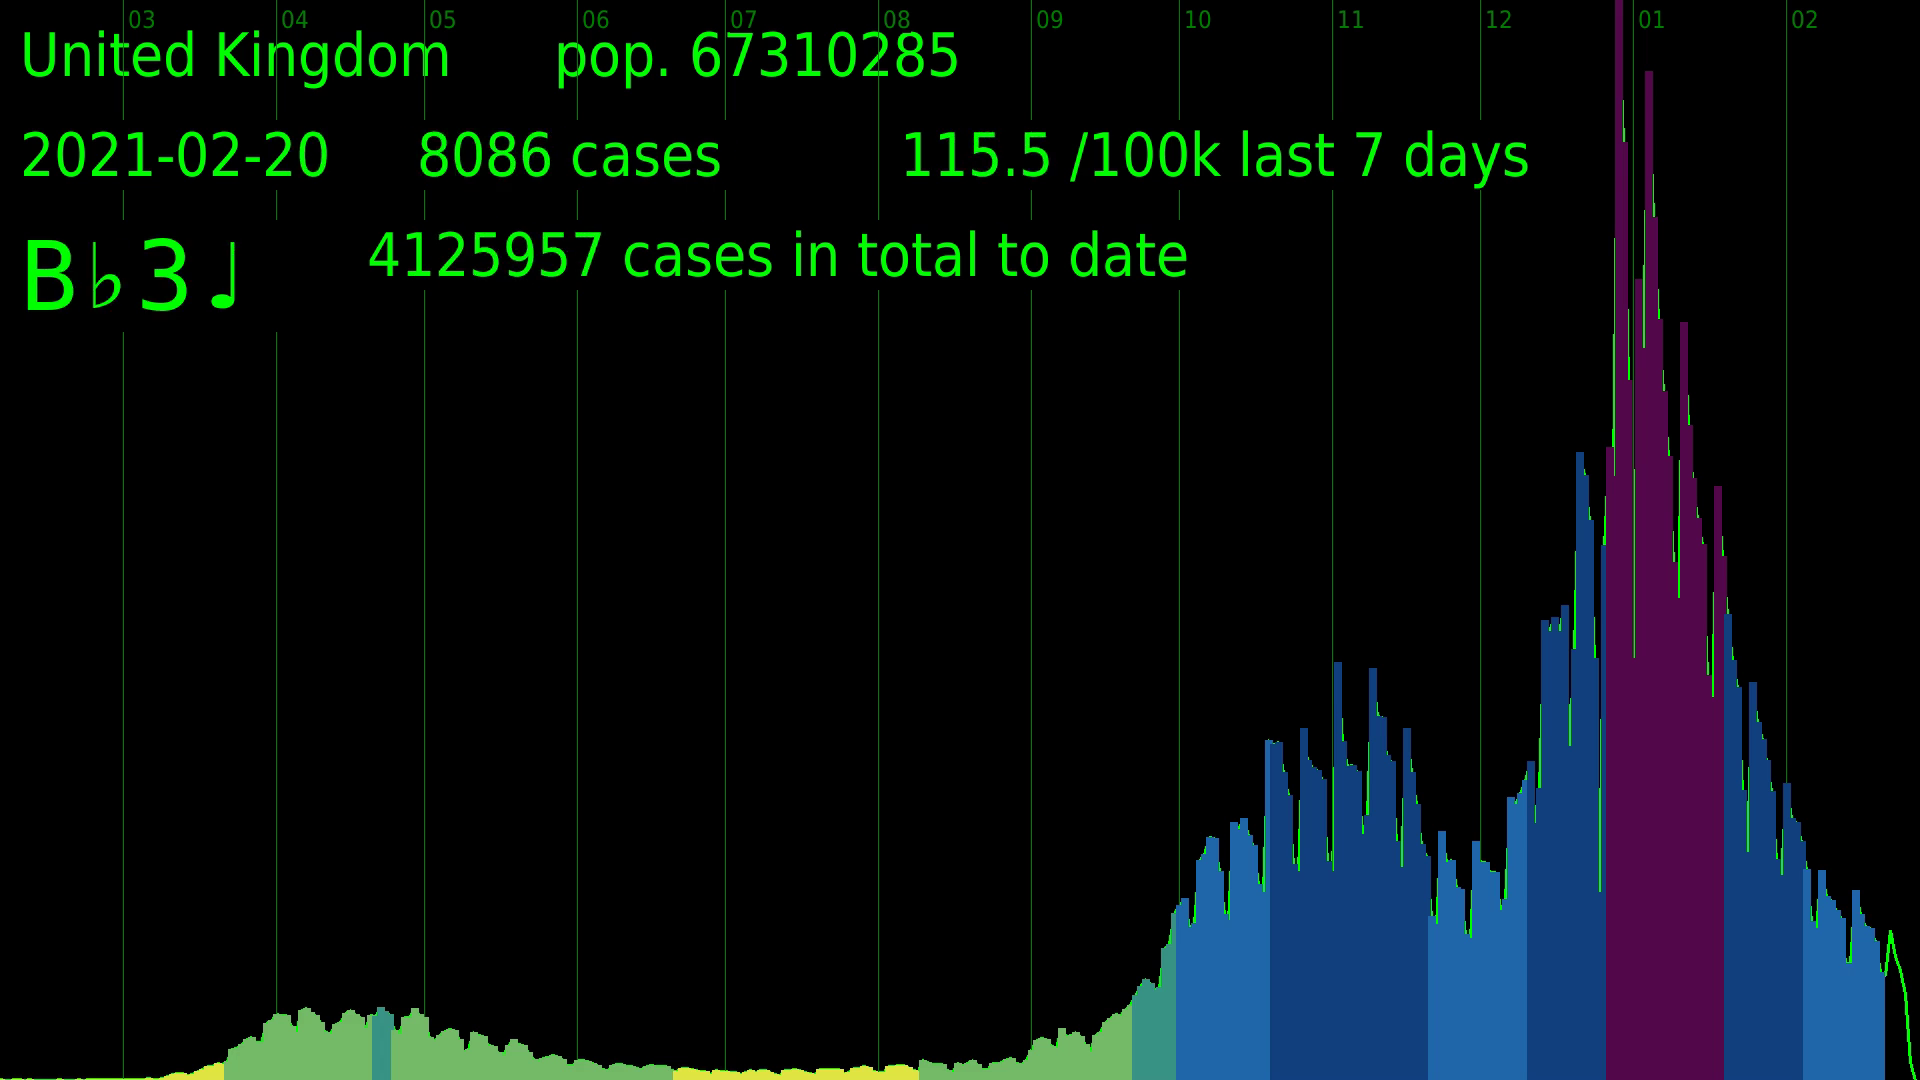 03 04 05 06 07 08 09 10 11 12 01 02
United Kingdom pop. 67310285
2021-02-20 8086 cases 115.5 /100k last 7 days
B♭3♩ 4125957 cases in total to date